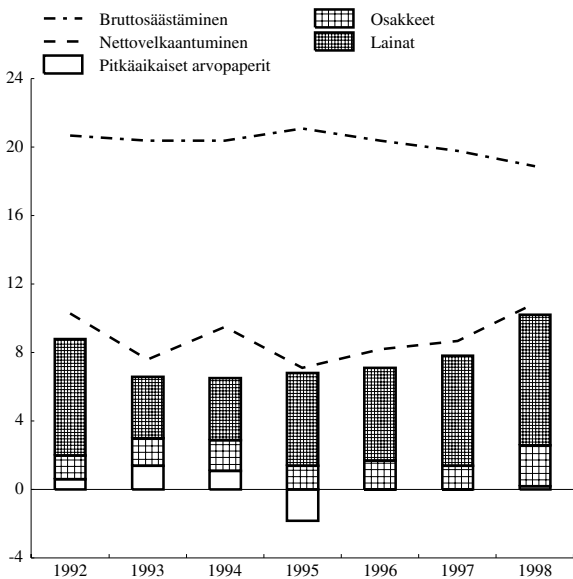 Bruttosäästäminen
Nettovelkaantuminen
Pitkäaikaiset arvopaperit
Osakkeet
Lainat
24
20
16
12
8
4
0
-4
1992 1993 1994 1995 1996 1997 1998